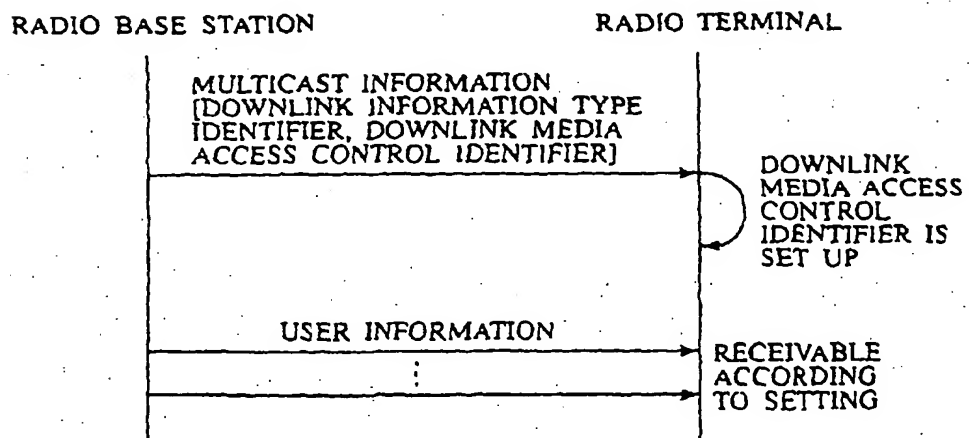 RADIO BASE STATION
RADIO TERMINAL
MULTICAST INFORMATION
[DOWNLINK INFORMATION TYPE
IDENTIFIER, DOWNLINK MEDIA
ACCESS CONTROL IDENTIFIER]
DOWNLINK
MEDIA ACCESS
CONTROL
IDENTIFIER IS
SET UP
USER INFORMATION
RECEIVABLE
ACCORDING
TO SETTING